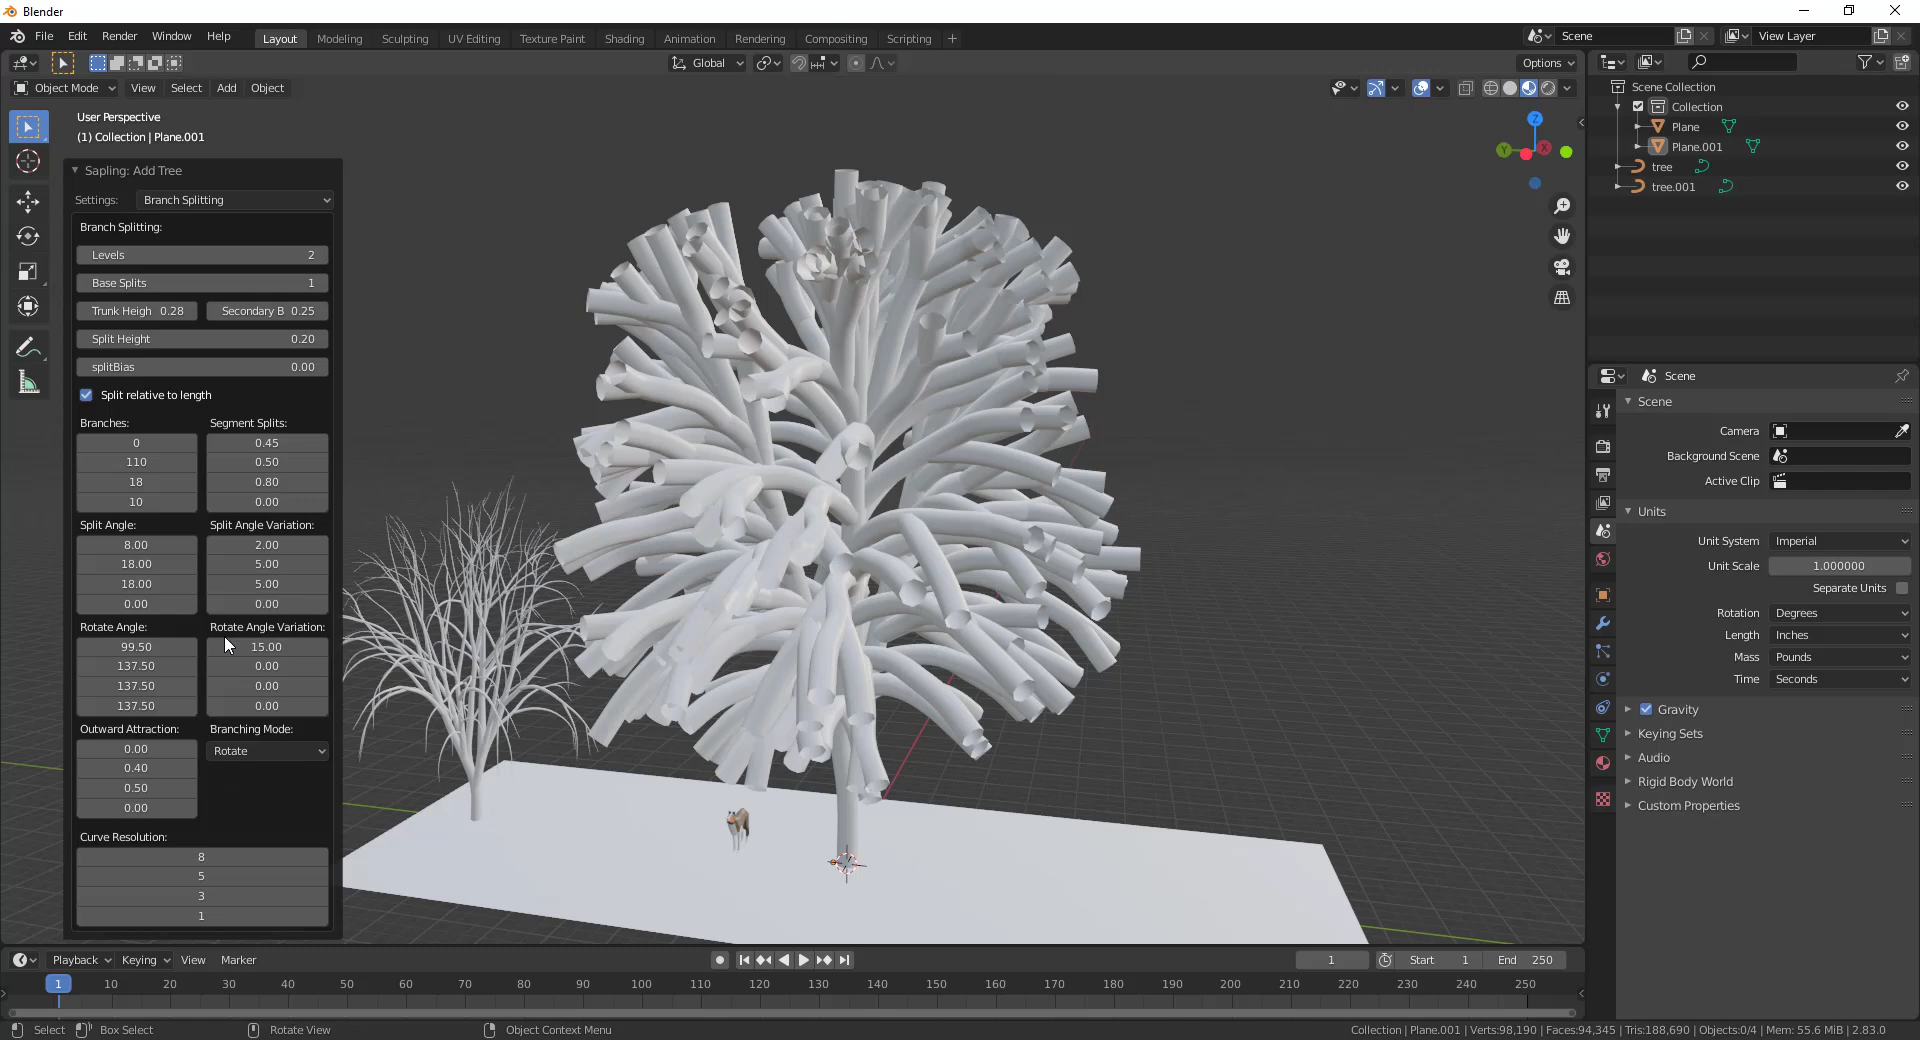 Blender
File Edit Render Window Help Layout Modeling Sculpting UV Editing Texture Paint Shading Animation Rendering Compositing Scripting + Scene View Layer
Global Options
Object Mode View Select Add Object
User Perspective
(1) Collection | Plane.001
Sapling: Add Tree
Settings: Branch Splitting
Branch Splitting:
Levels 2
Base Splits 1
Trunk Heigh 0.28 Secondary B 0.25
Split Height 0.20
splitBias 0.00
Split relative to length
Branches: Segment Splits:
0 0.45
110 0.50
18 0.80
10 0.00
Split Angle: Split Angle Variation:
8.00 2.00
18.00 5.00
18.00 5.00
0.00 0.00
Rotate Angle: Rotate Angle Variation:
99.50 15.00
137.50 0.00
137.50 0.00
137.50 0.00
Outward Attraction: Branching Mode:
0.00 Rotate
0.40
0.50
0.00
Curve Resolution:
8
5
3
1
Z
Y X
Scene Collection
Collection
Plane
Plane.001
tree
tree.001
Scene
Scene
Camera
Background Scene
Active Clip
Units
Unit System Imperial
Unit Scale 1.000000
Separate Units
Rotation Degrees
Length Inches
Mass Pounds
Time Seconds
Gravity
Keying Sets
Audio
Rigid Body World
Custom Properties
Playback Keying View Marker 1 Start 1 End 250
1 10 20 30 40 50 60 70 80 90 100 110 120 130 140 150 160 170 180 190 200 210 220 230 240 250
Select Box Select Rotate View Object Context Menu Collection | Plane.001 | Verts:98,190 | Faces:94,345 | Tris:188,690 | Objects:0/4 | Mem: 55.6 MiB | 2.83.0